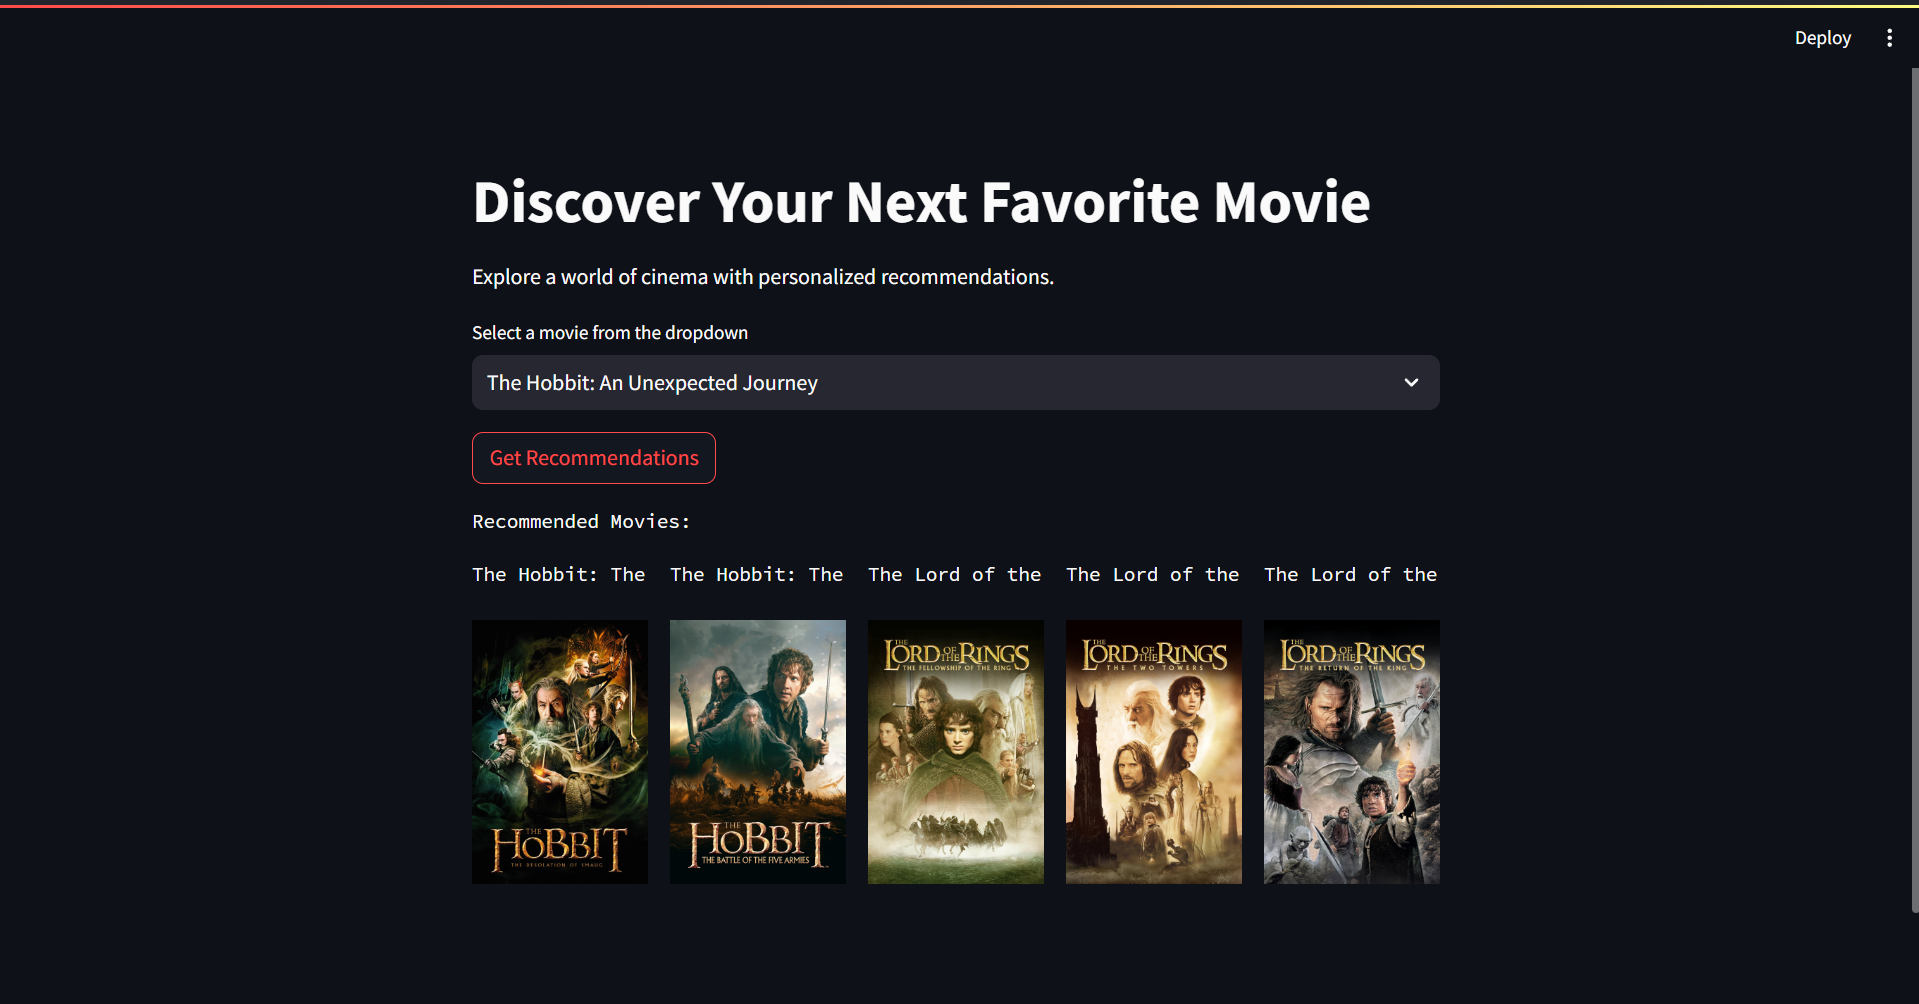 Deploy
Discover Your Next Favorite Movie
Explore a world of cinema with personalized recommendations.
Select a movie from the dropdown
The Hobbit: An Unexpected Journey
Get Recommendations
Recommended Movies:
The Hobbit: The
The Hobbit: The
The Lord of the
The Lord of the
The Lord of the
THE
HOBBIT
THE DESOLATION OF SMAUG
THE
HOBBIT
THE BATTLE OF THE FIVE ARMIES
THE
LORD OF THE RINGS
THE FELLOWSHIP OF THE RING
THE
LORD OF THE RINGS
THE TWO TOWERS
THE
LORD OF THE RINGS
THE RETURN OF THE KING